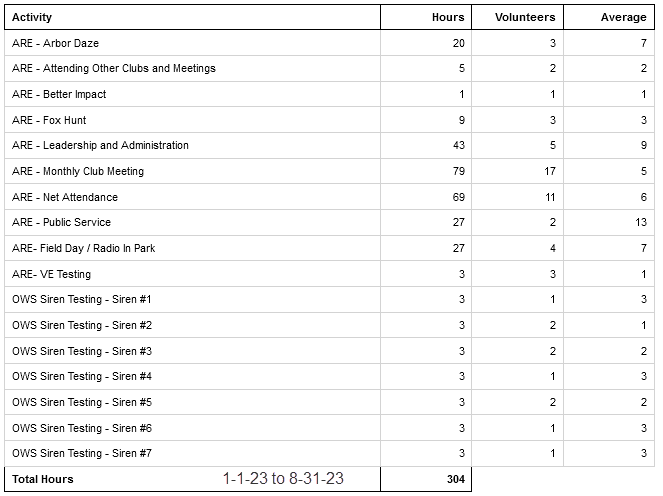 Activity Hours Volunteers Average
ARE - Arbor Daze 20 3 7
ARE - Attending Other Clubs and Meetings 5 2 2
ARE - Better Impact 1 1 1
ARE - Fox Hunt 9 3 3
ARE - Leadership and Administration 43 5 9
ARE - Monthly Club Meeting 79 17 5
ARE - Net Attendance 69 11 6
ARE - Public Service 27 2 13
ARE- Field Day / Radio In Park 27 4 7
ARE- VE Testing 3 3 1
OWS Siren Testing - Siren #1 3 1 3
OWS Siren Testing - Siren #2 3 2 1
OWS Siren Testing - Siren #3 3 2 2
OWS Siren Testing - Siren #4 3 1 3
OWS Siren Testing - Siren #5 3 2 2
OWS Siren Testing - Siren #6 3 1 3
OWS Siren Testing - Siren #7 3 1 3
Total Hours 1-1-23 to 8-31-23 304